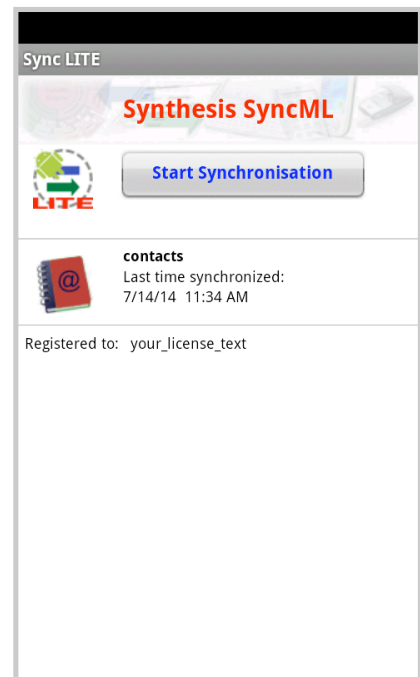 Sync LITE
Synthesis SyncML
LITE
Start Synchronisation
@
contacts
Last time synchronized:
7/14/14 11:34 AM
Registered to: your_license_text